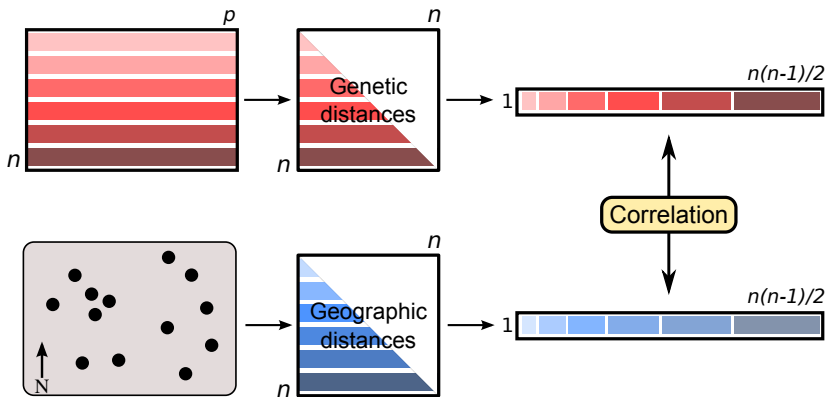 p
n
n
Genetic
distances
n
n(n-1)/2
1
Correlation
N
n
Geographic
distances
n
n(n-1)/2
1